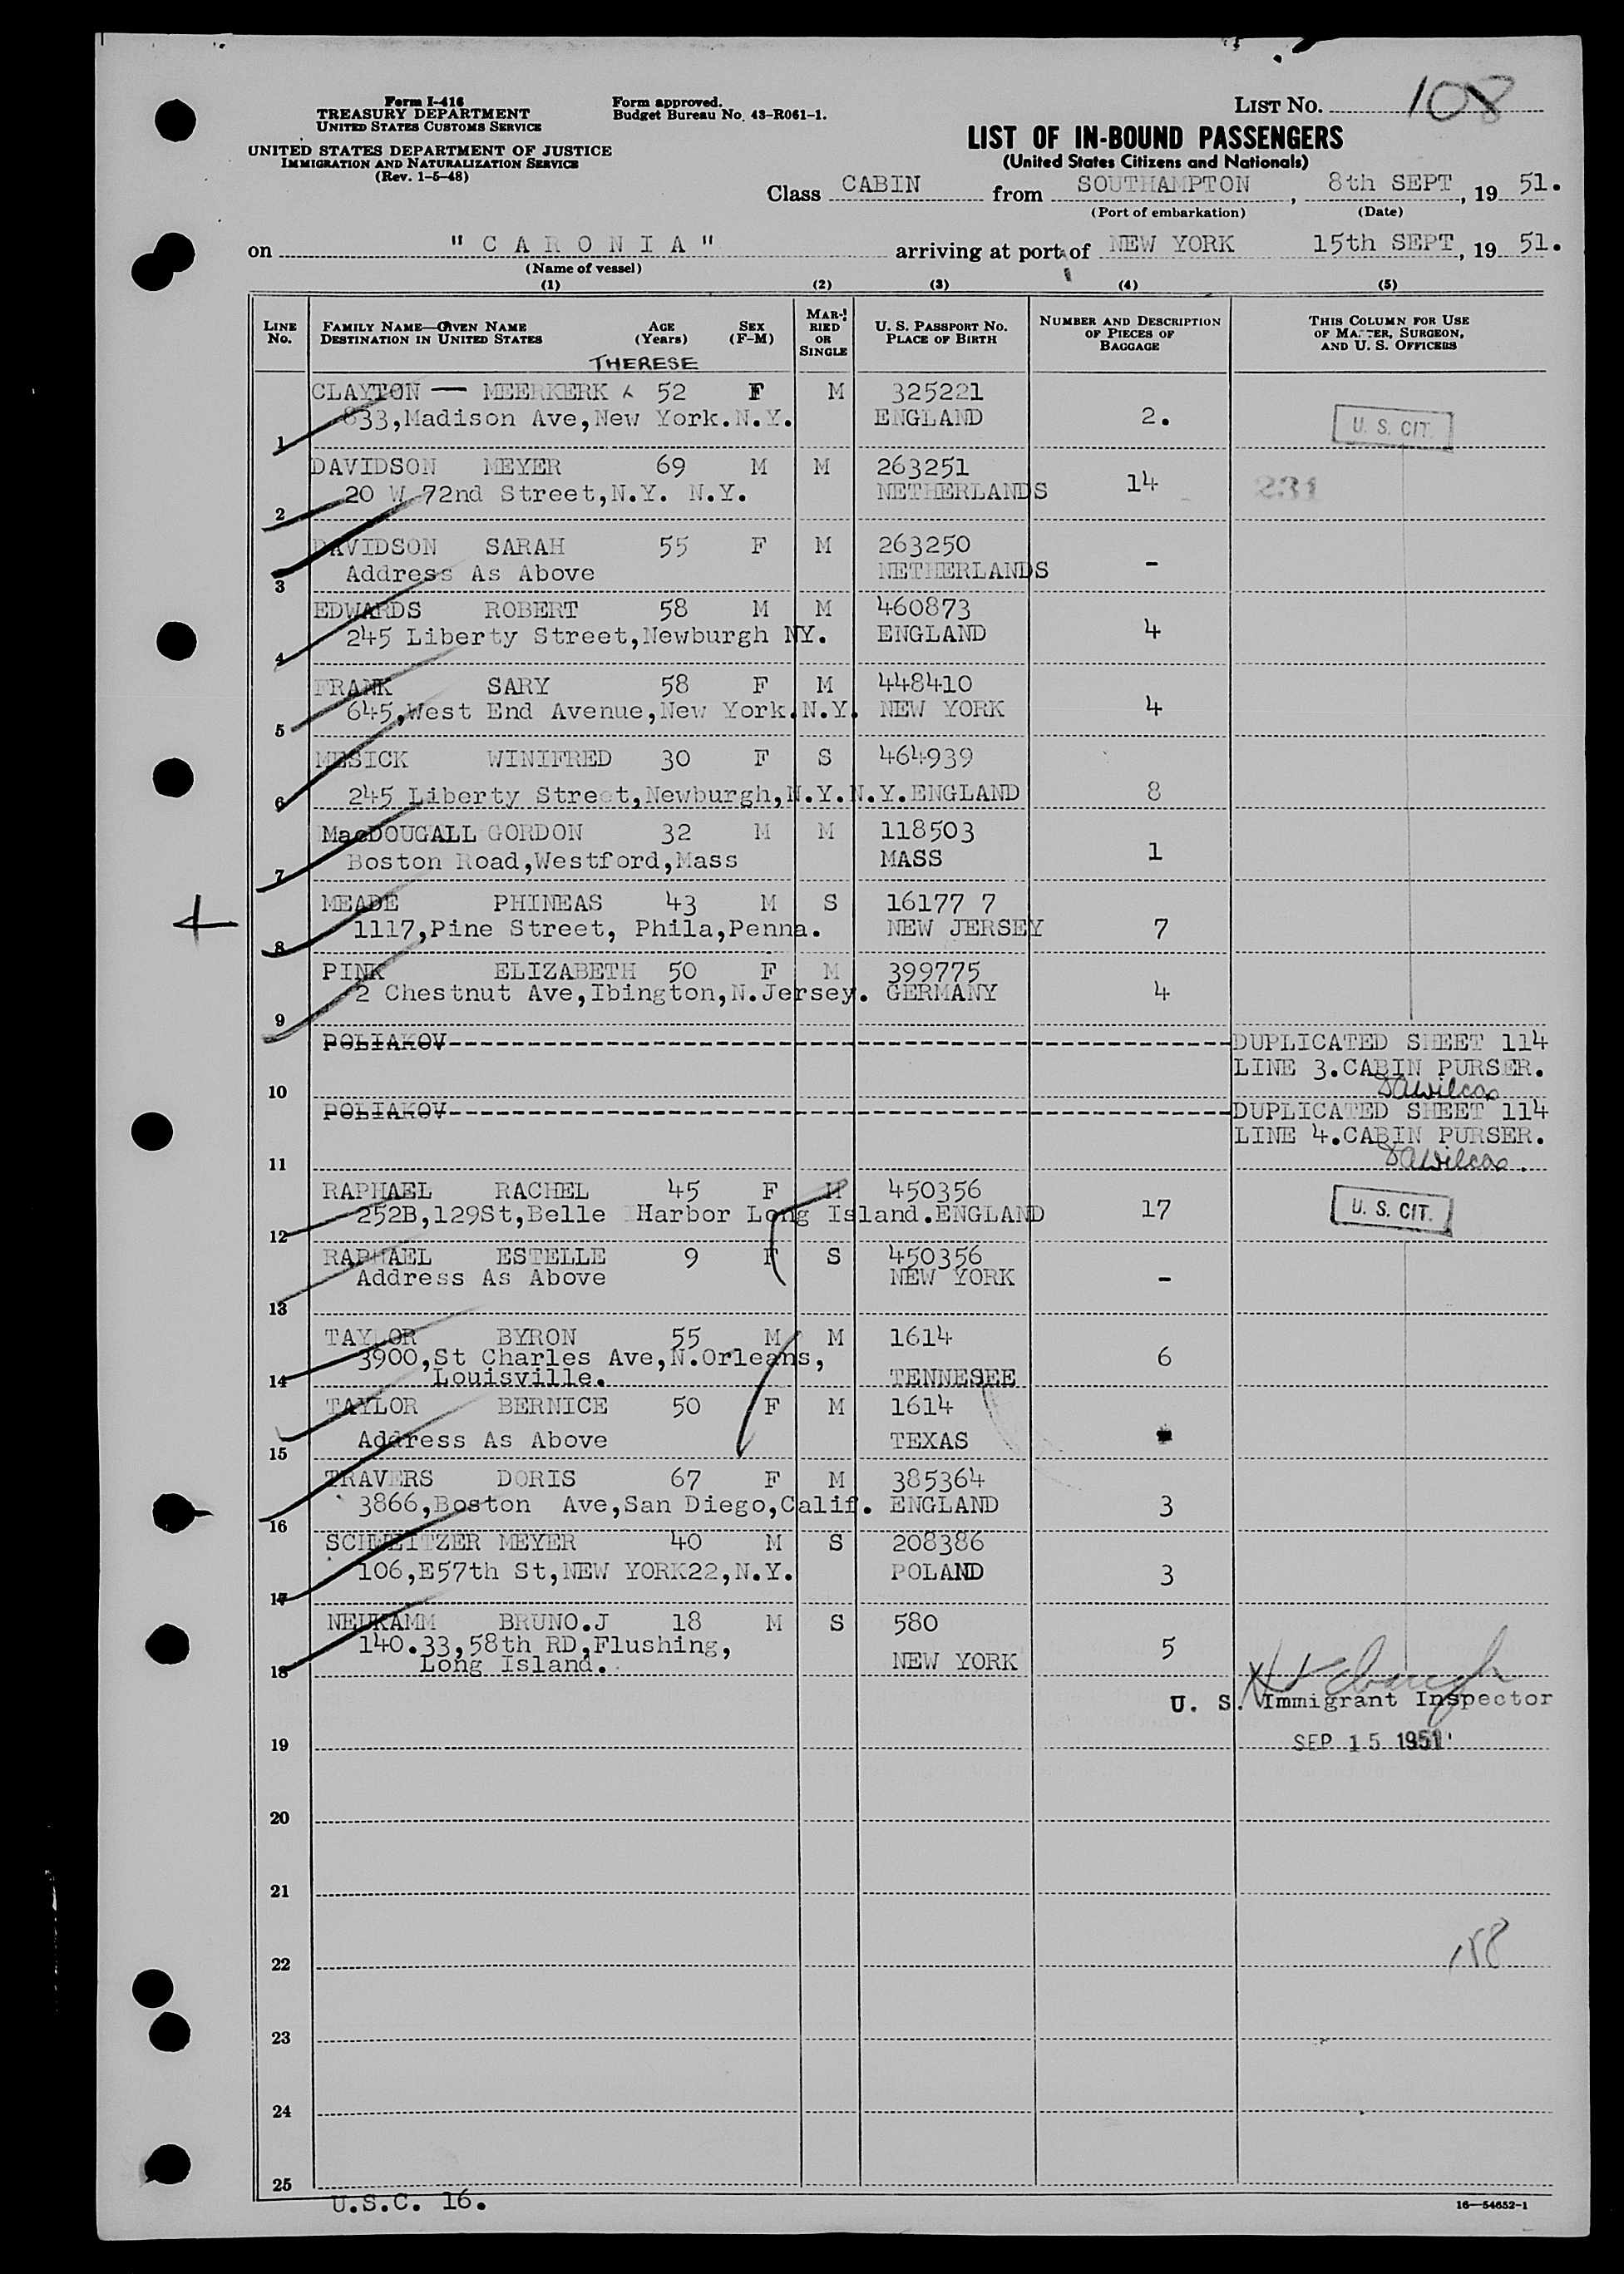 Form I-416
TREASURY DEPARTMENT
UNITED STATES CUSTOMS SERVICE
UNITED STATES DEPARTMENT OF JUSTICE
IMMIGRATION AND NATURALIZATION SERVICE
(Rev. 1-5-48)
Form approved.
Budget Bureau No. 43-R061-1.
LIST NO. 108
LIST OF IN-BOUND PASSENGERS
(United States Citizens and Nationals)
Class CABIN from SOUTHAMPTON, 8th SEPT, 19 51.
(Port of embarkation) (Date)
on "CARONIA" arriving at port of NEW YORK 15th SEPT, 19 51.
(Name of vessel)
(1) (2) (3) (4) (5)
LINE NO. FAMILY NAME—GIVEN NAME DESTINATION IN UNITED STATES AGE (Years) SEX (F-M) MARRIED OR SINGLE U. S. PASSPORT NO. PLACE OF BIRTH NUMBER AND DESCRIPTION OF PIECES OF BAGGAGE THIS COLUMN FOR USE OF MASTER, SURGEON, AND U. S. OFFICERS
THERESE
CLAYTON — MEERKERK 52 F M 325221
1 833,Madison Ave,New York.N.Y. ENGLAND 2. U. S. CIT.
DAVIDSON MEYER 69 M M 263251
2 20 W 72nd Street,N.Y. N.Y. NETHERLANDS 14 231
DAVIDSON SARAH 55 F M 263250
3 Address As Above NETHERLANDS -
EDWARDS ROBERT 58 M M 460873
4 245 Liberty Street,Newburgh NY. ENGLAND 4
FRANK SARY 58 F M 448410
5 645,West End Avenue,New York.N.Y. NEW YORK 4
MESICK WINIFRED 30 F S 464939
6 245 Liberty Street,Newburgh,N.Y.N.Y.ENGLAND 8
MacDOUGALL GORDON 32 M M 118503
7 Boston Road,Westford,Mass MASS 1
MEADE PHINEAS 43 M S 16177 7
8 1117,Pine Street, Phila,Penna. NEW JERSEY 7
PINK ELIZABETH 50 F M 399775
9 2 Chestnut Ave,Ibington,N.Jersey. GERMANY 4
POLIAKOV DUPLICATED SHEET 114
10 LINE 3.CABIN PURSER.
DAWilcox
POLIAKOV DUPLICATED SHEET 114
11 LINE 4.CABIN PURSER.
DAWilcox.
RAPHAEL RACHEL 45 F M 450356
12 252B,129St,Belle Harbor Long Island.ENGLAND 17 U. S. CIT.
RAPHAEL ESTELLE 9 F S 450356
13 Address As Above NEW YORK -
TAYLOR BYRON 55 M M 1614
3900,St Charles Ave,N.Orleans, 6
14 Louisville. TENNESEE
TAYLOR BERNICE 50 F M 1614
15 Address As Above TEXAS
TRAVERS DORIS 67 F M 385364
16 3866,Boston Ave,San Diego,Calif. ENGLAND 3
SCHWEITZER MEYER 40 M S 208386
17 106,E57th St,NEW YORK22,N.Y. POLAND 3
NEUKAMM BRUNO.J 18 M S 580
140.33,58th RD,Flushing, 5
18 Long Island. NEW YORK
U. S. Immigrant Inspector
19 SEP 15 1951
20
21
22 158
23
24
25
U.S.C. 16.
16—54652-1